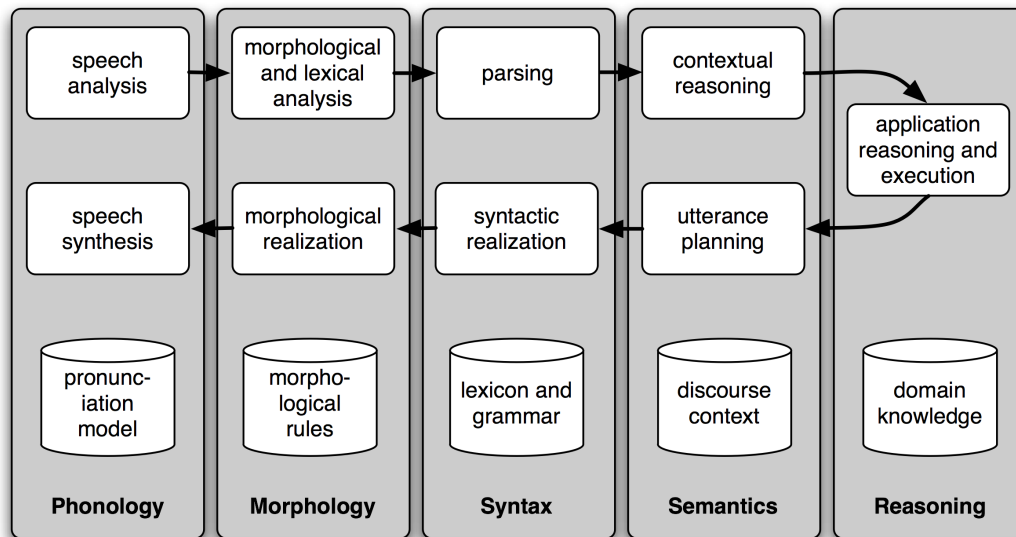 speech
analysis
morphological
and lexical
analysis
parsing
contextual
reasoning
application
reasoning and
execution
speech
synthesis
morphological
realization
syntactic
realization
utterance
planning
pronunc-
iation
model
morpho-
logical
rules
lexicon and
grammar
discourse
context
domain
knowledge
Phonology
Morphology
Syntax
Semantics
Reasoning